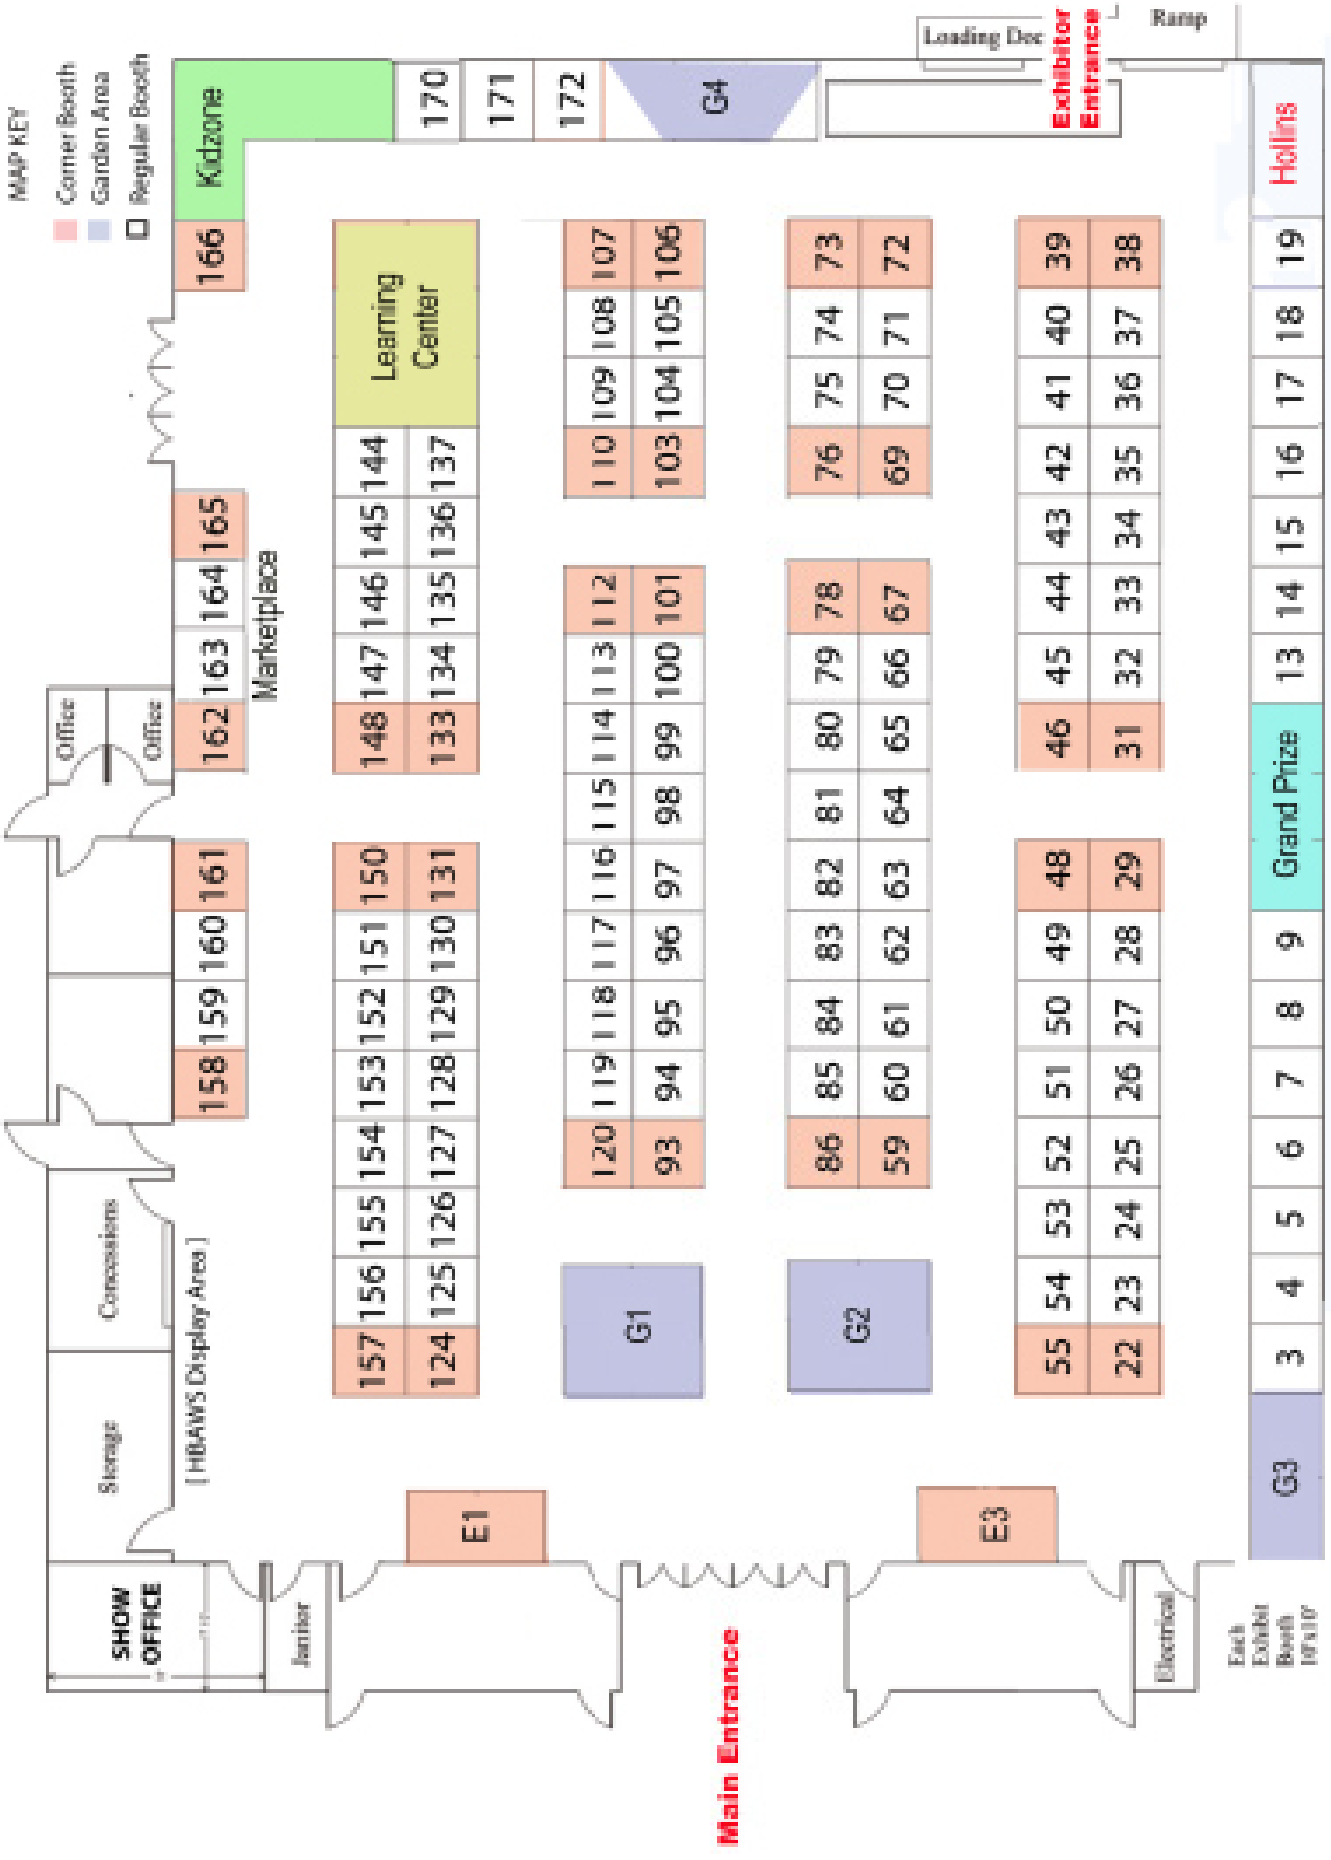 MAP KEY
Corner Booth
Garden Area
Regular Booth
SHOW
OFFICE
Storage
Concessions
Office
Office
[ HBAWS Display Area ]
158 159 160 161
162 163 164 165
166
Kidzone
Marketplace
Janitor
157 156 155 154 153 152 151 150
148 147 146 145 144
Learning
Center
124 125 126 127 128 129 130 131
133 134 136 137
135
170
171
172
G4
E1
G1
120 119 118 117 116 115 114 113 112
110 109 108 107
93 94 95 96 97 98 99 100 101
103 104 105 106
Main Entrance
G2
86 85 84 83 82 81 80 79 78
76 75 74 73
59 60 61 62 63 64 65 66 67
69 70 71 72
Loading Doc
Exhibitor
Entrance
Ramp
E3
55 54 53 52 51 50 49 48
46 45 44 43 42 41 40 39
22 23 24 25 26 27 28 29
31 32 33 34 35 36 37 38
Electrical
Each
Exhibit
Booth
10'x10'
G3
3 4 5 6 7 8 9
Grand Prize
13 14 15 16 17 18 19
Hollins